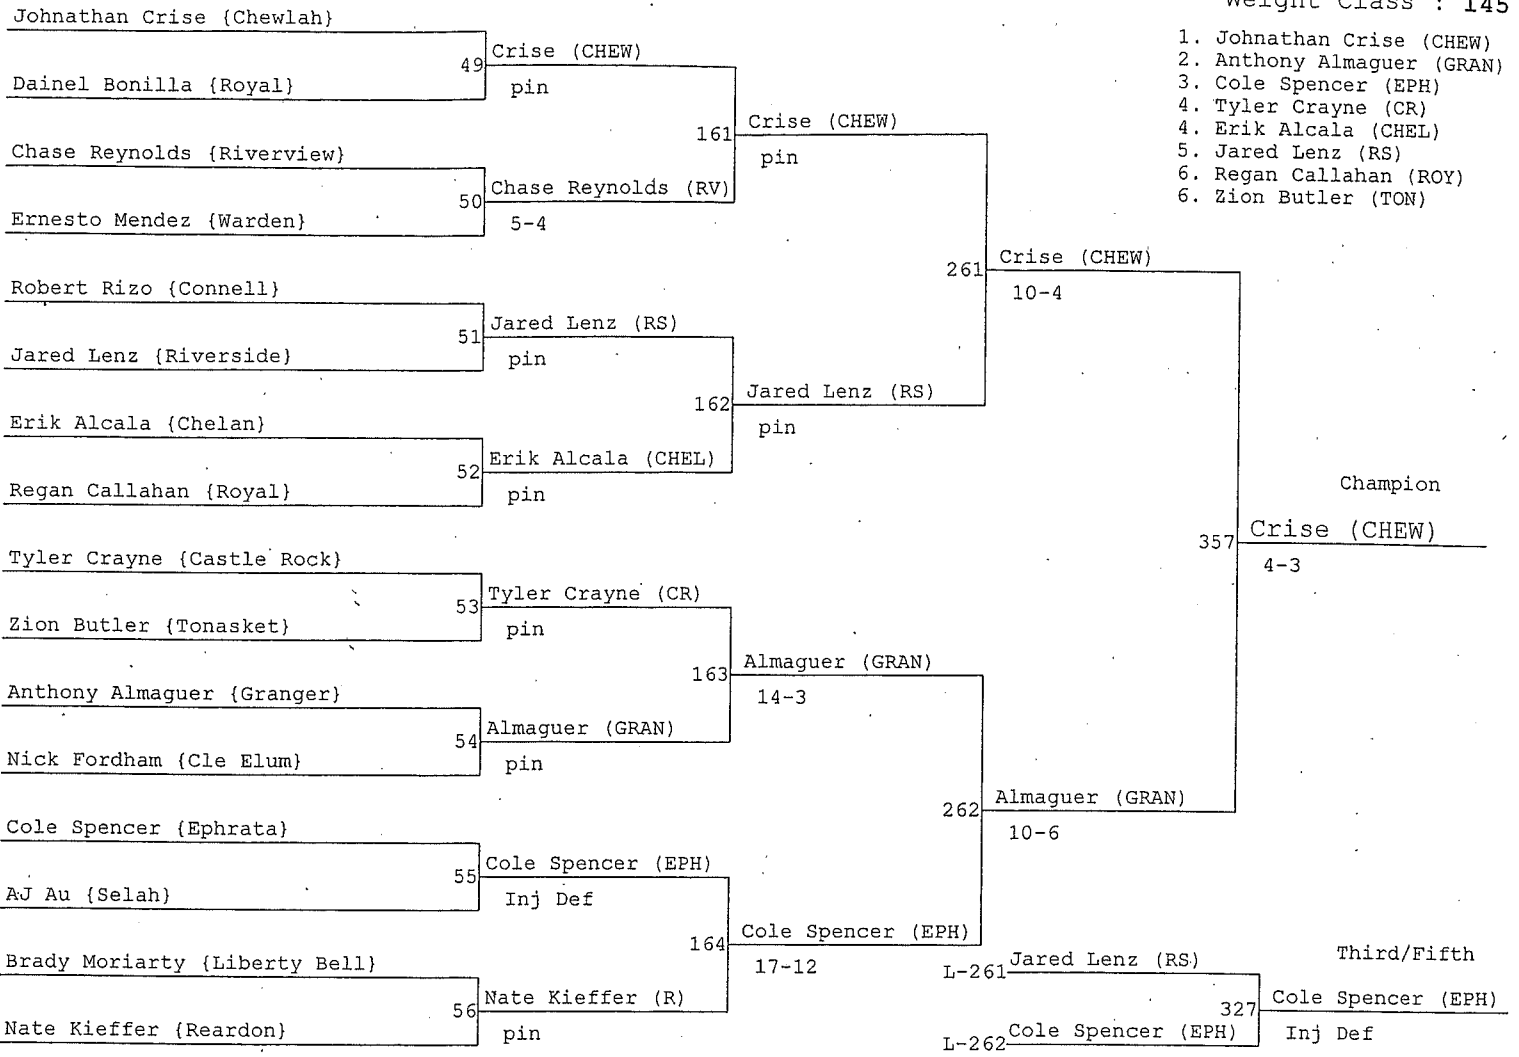 Weight Class : 145
1. Johnathan Crise (CHEW)
2. Anthony Almaguer (GRAN)
3. Cole Spencer (EPH)
4. Tyler Crayne (CR)
4. Erik Alcala (CHEL)
5. Jared Lenz (RS)
6. Regan Callahan (ROY)
6. Zion Butler (TON)
Johnathan Crise {Chewlah}
49
Dainel Bonilla {Royal}
Crise (CHEW)
pin
Chase Reynolds {Riverview}
50
Ernesto Mendez {Warden}
Chase Reynolds (RV)
5-4
161
Crise (CHEW)
pin
Robert Rizo {Connell}
51
Jared Lenz {Riverside}
Jared Lenz (RS)
pin
Erik Alcala {Chelan}
52
Regan Callahan {Royal}
Erik Alcala (CHEL)
pin
162
Jared Lenz (RS)
pin
261
Crise (CHEW)
10-4
Tyler Crayne {Castle Rock}
53
Zion Butler {Tonasket}
Tyler Crayne (CR)
pin
Anthony Almaguer {Granger}
54
Nick Fordham {Cle Elum}
Almaguer (GRAN)
pin
163
Almaguer (GRAN)
14-3
Cole Spencer {Ephrata}
55
AJ Au {Selah}
Cole Spencer (EPH)
Inj Def
Brady Moriarty {Liberty Bell}
56
Nate Kieffer {Reardon}
Nate Kieffer (R)
pin
164
Cole Spencer (EPH)
17-12
262
Almaguer (GRAN)
10-6
Champion
357
Crise (CHEW)
4-3
Third/Fifth
L-261
Jared Lenz (RS)
327
L-262
Cole Spencer (EPH)
Cole Spencer (EPH)
Inj Def